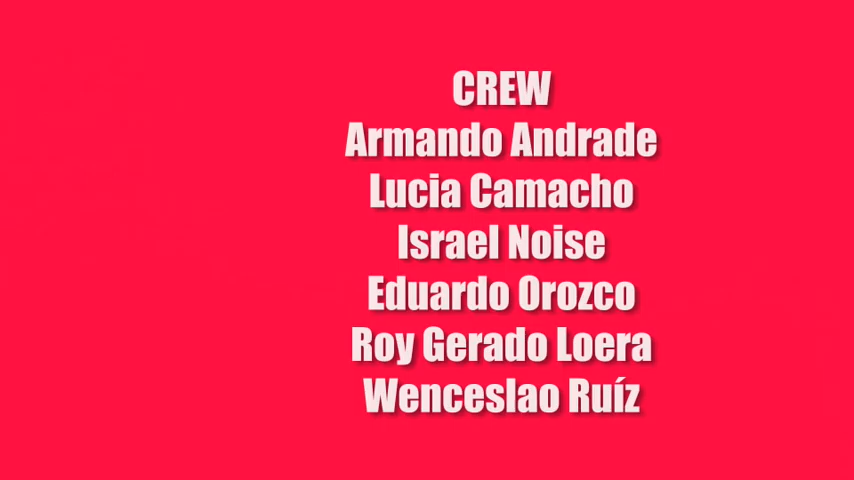 CREW
Armando Andrade
Lucia Camacho
Israel Noise
Eduardo Orozco
Roy Gerado Loera
Wenceslao Ruíz